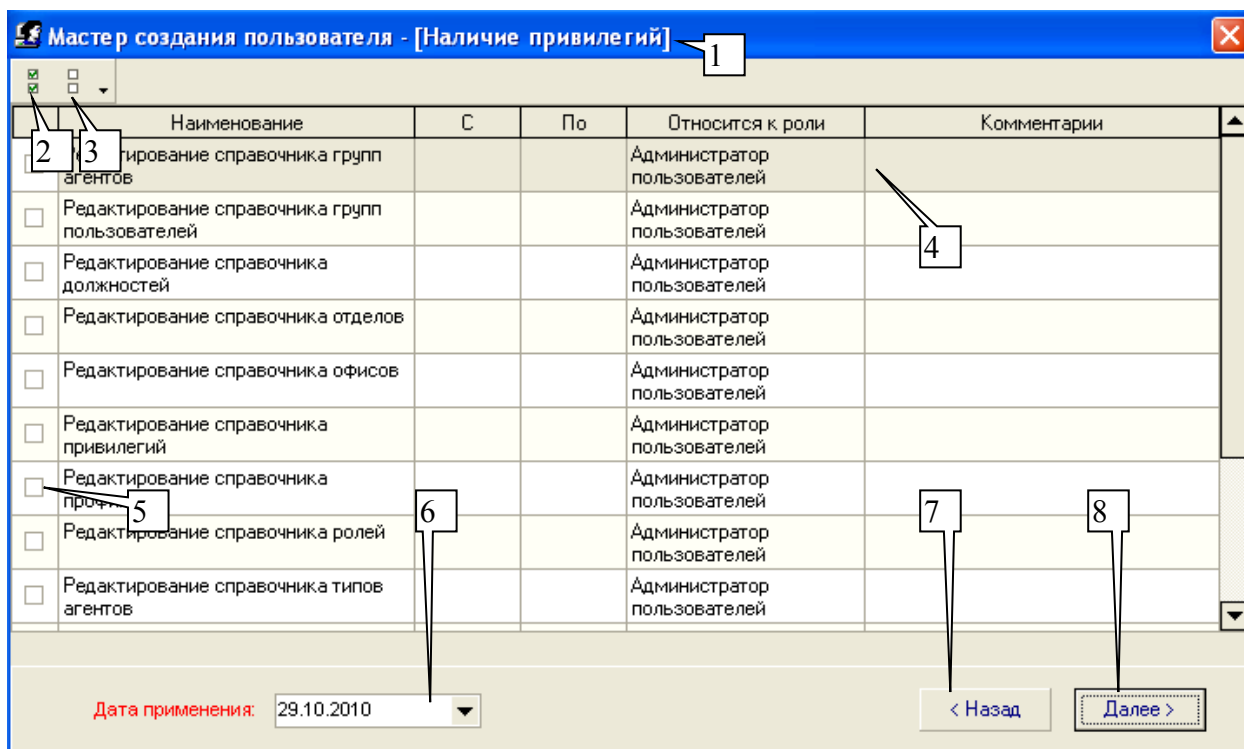 Мастер создания пользователя - [Наличие привилегий]
1
2
3
Наименование С По Относится к роли Комментарии
ирование справочника групп агентов Администратор пользователей
4
Редактирование справочника групп пользователей Администратор пользователей
Редактирование справочника должностей Администратор пользователей
Редактирование справочника отделов Администратор пользователей
Редактирование справочника офисов Администратор пользователей
Редактирование справочника привилегий Администратор пользователей
Редактирование справочника Администратор пользователей
5
6
7
8
Редактирование справочника ролей Администратор пользователей
Редактирование справочника типов агентов Администратор пользователей
Дата применения: 29.10.2010
< Назад Далее >